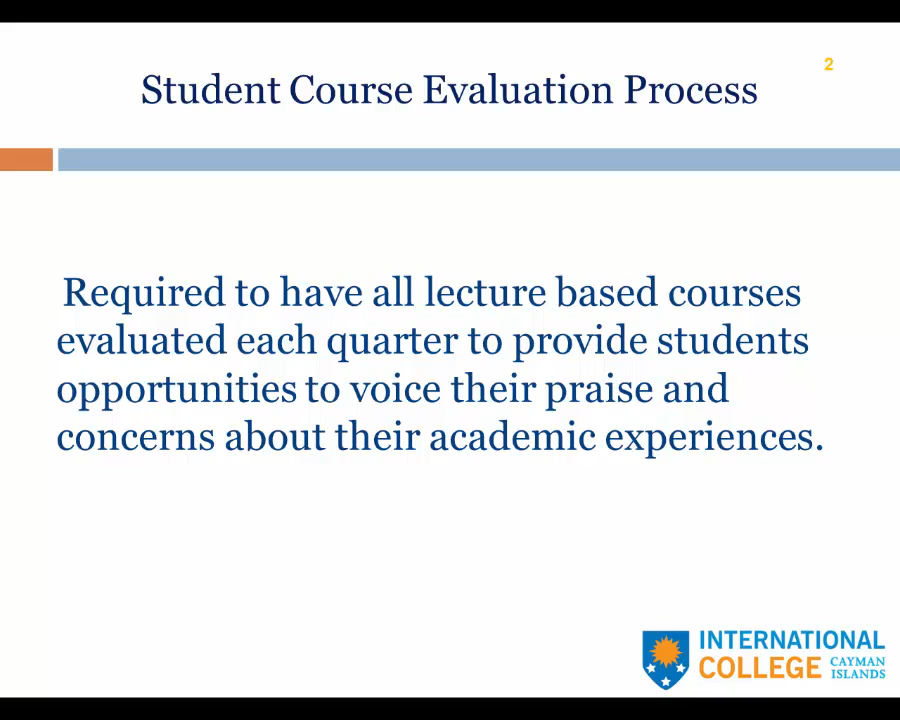 2
Student Course Evaluation Process
Required to have all lecture based courses
evaluated each quarter to provide students
opportunities to voice their praise and
concerns about their academic experiences.
INTERNATIONAL
COLLEGE CAYMAN
ISLANDS